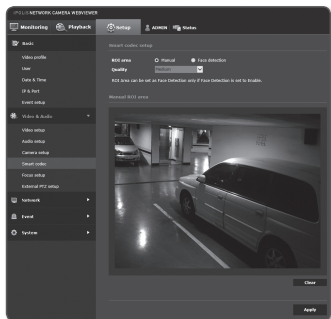 iPOLiS NETWORK CAMERA WEBVIEWER
Monitoring
Playback
Setup
ADMIN
Status
Basic
Video profile
User
Date & Time
IP & Port
Event setup
Video & Audio
Video setup
Audio setup
Camera setup
Smart codec
Focus setup
External PTZ setup
Network
Event
System
Smart codec setup
ROI area
Manual
Face detection
Quality
Medium
ROI Area can be set as Face Detection only if Face Detection is set to Enable.
Manual ROI area
Clear
Apply